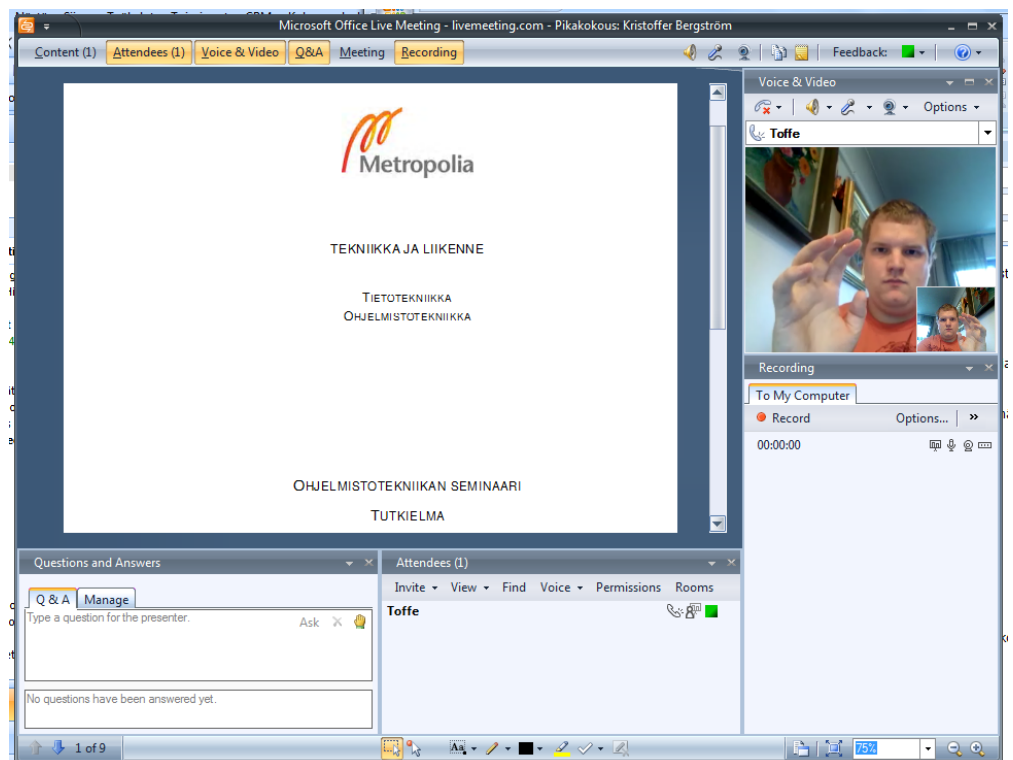 Microsoft Office Live Meeting - livemeeting.com - Pikakokous: Kristoffer Bergström
Content (1) Attendees (1) Voice & Video Q&A Meeting Recording Feedback:
Metropolia
TEKNIIKKA JA LIIKENNE
TIETOTEKNIIKKA
OHJELMISTOTEKNIIKKA
OHJELMISTOTEKNIIKAN SEMINAARI
TUTKIELMA
Voice & Video
Options
Toffe
Recording
To My Computer
Record Options... »
00:00:00
Questions and Answers
Q & A Manage
Type a question for the presenter.
Ask
No questions have been answered yet.
Attendees (1)
Invite View Find Voice Permissions Rooms
Toffe
1 of 9
Aa
75%